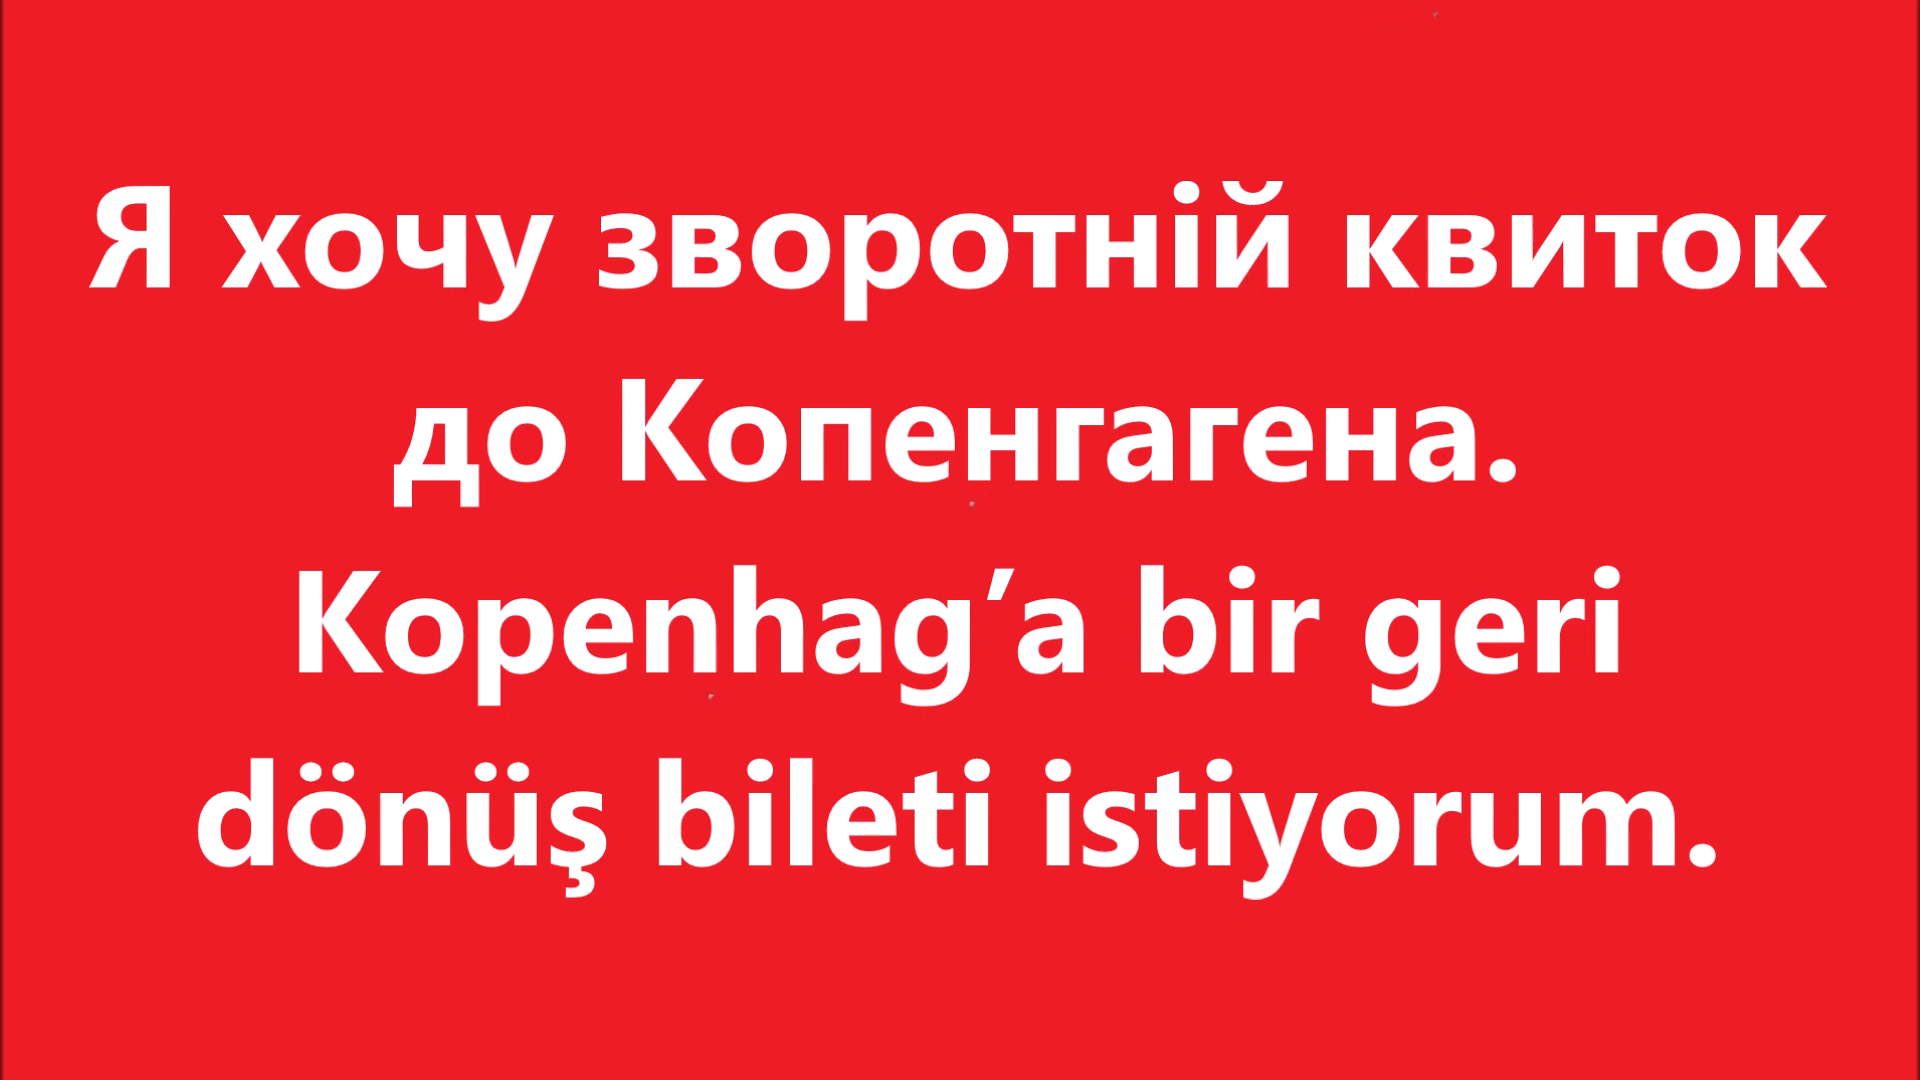 Я хочу зворотній квиток
до Копенгагена.
Kopenhag’a bir geri
dönüş bileti istiyorum.